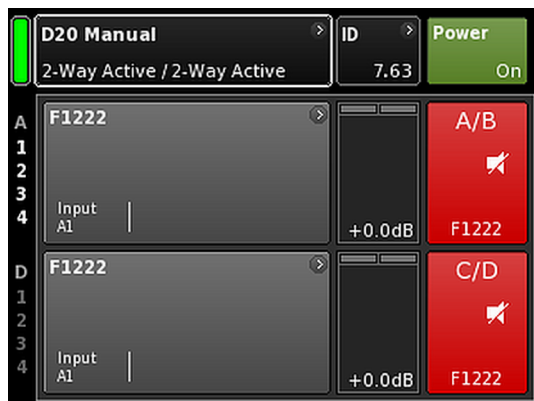 D20 Manual
2-Way Active / 2-Way Active
ID
7.63
Power
On
A
1
2
3
4
F1222
Input
A1
+0.0dB
A/B
F1222
D
1
2
3
4
F1222
Input
A1
+0.0dB
C/D
F1222